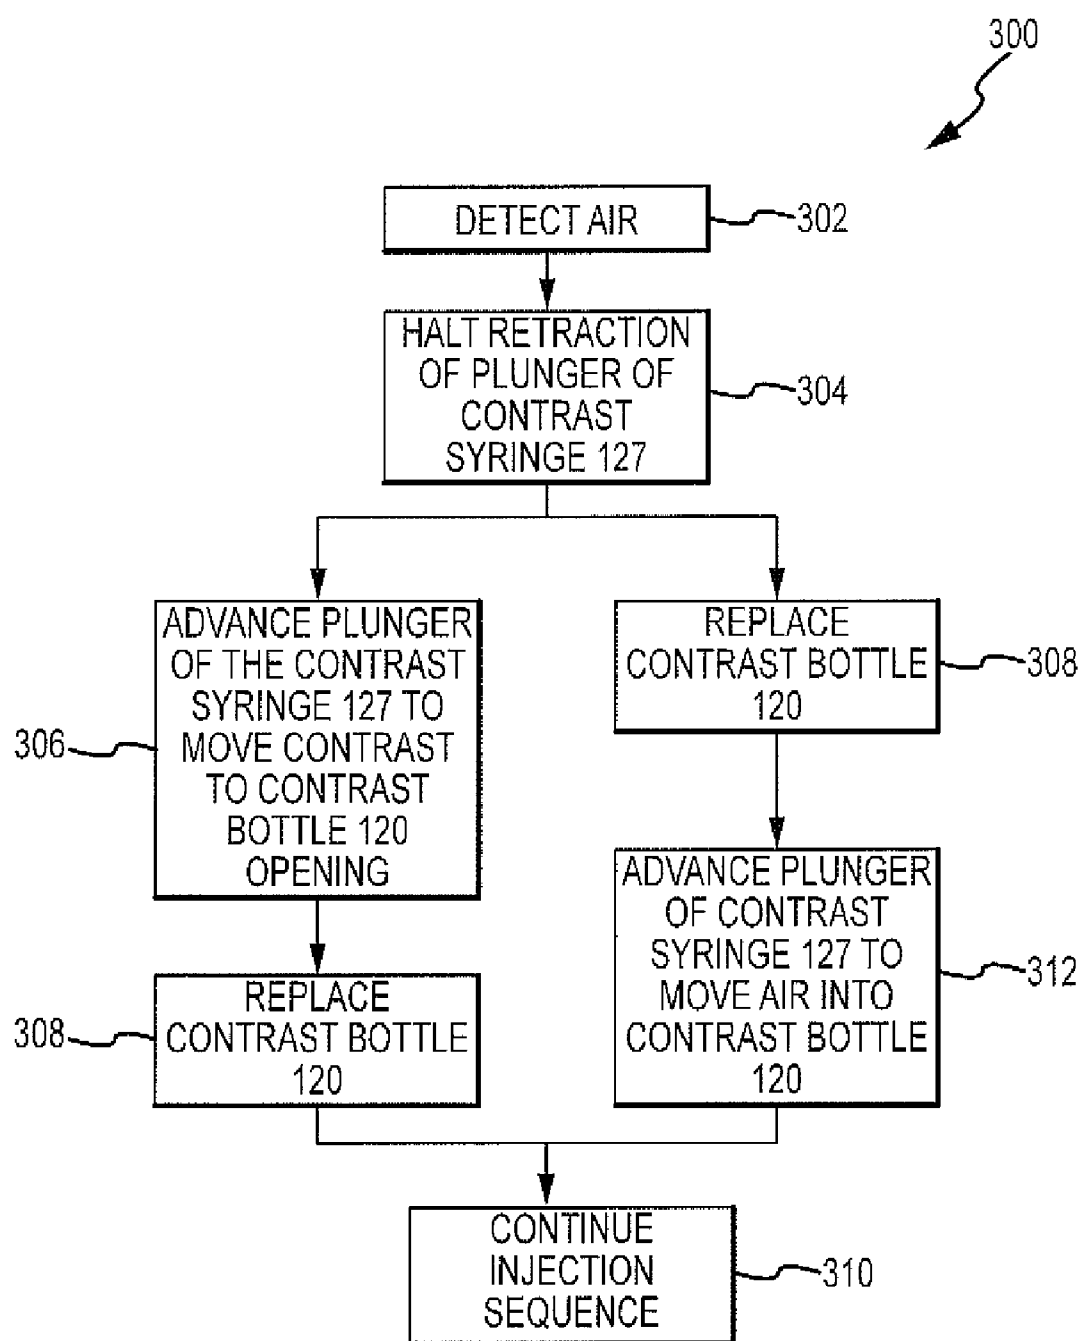 300
DETECT AIR
302
HALT RETRACTION
OF PLUNGER OF
CONTRAST
SYRINGE 127
304
ADVANCE PLUNGER
OF THE CONTRAST
SYRINGE 127 TO
MOVE CONTRAST
TO CONTRAST
BOTTLE 120
OPENING
306
REPLACE
CONTRAST BOTTLE
120
308
REPLACE
CONTRAST BOTTLE
120
308
ADVANCE PLUNGER
OF CONTRAST
SYRINGE 127 TO
MOVE AIR INTO
CONTRAST BOTTLE
120
312
CONTINUE
INJECTION
SEQUENCE
310